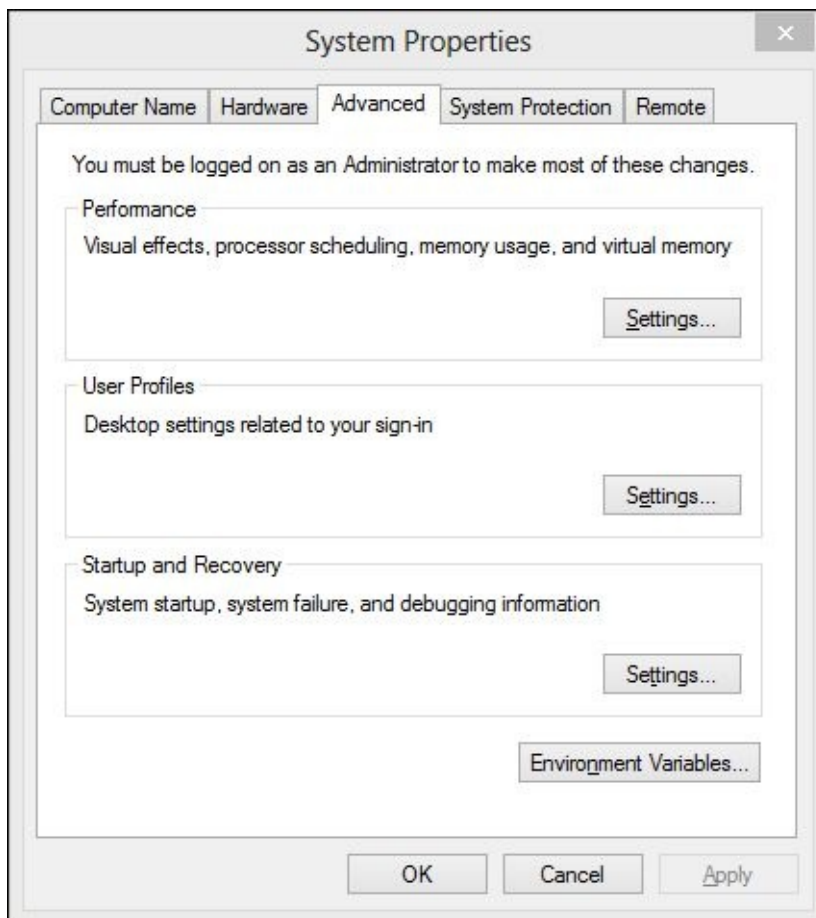 System Properties
Computer Name Hardware Advanced System Protection Remote
You must be logged on as an Administrator to make most of these changes.
Performance
Visual effects, processor scheduling, memory usage, and virtual memory
Settings...
User Profiles
Desktop settings related to your sign-in
Settings...
Startup and Recovery
System startup, system failure, and debugging information
Settings...
Environment Variables...
OK Cancel Apply